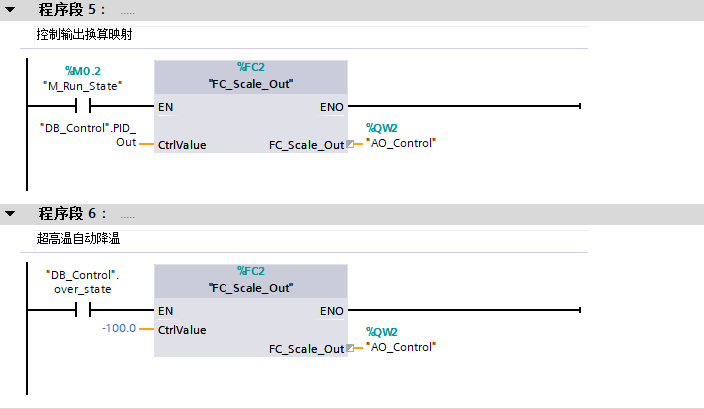 程序段 5： .....
控制输出换算映射
%M0.2
"M_Run_State"
%FC2
"FC_Scale_Out"
EN
ENO
"DB_Control".PID_
Out
CtrlValue
FC_Scale_Out
%QW2
"AO_Control"
程序段 6： .....
超高温自动降温
"DB_Control".
over_state
%FC2
"FC_Scale_Out"
EN
ENO
-100.0
CtrlValue
FC_Scale_Out
%QW2
"AO_Control"